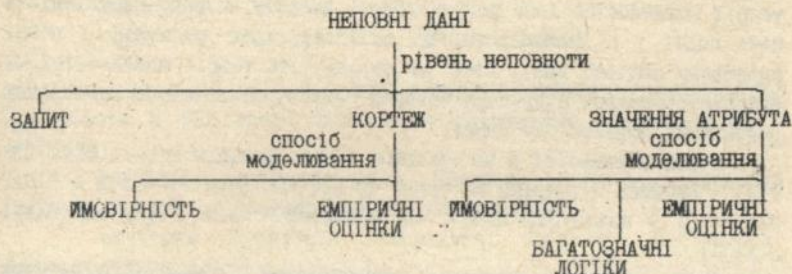 НЕПОВНІ ДАНІ
рівень неповноти
ЗАПИТ КОРТЕЖ ЗНАЧЕННЯ АТРИБУТА
спосіб моделювання спосіб моделювання
ЙМОВІРНІСТЬ ЕМПІРИЧНІ ОЦІНКИ ЙМОВІРНІСТЬ ЕМПІРИЧНІ ОЦІНКИ
БАГАТОЗНАЧНІ
ЛОГІКИ